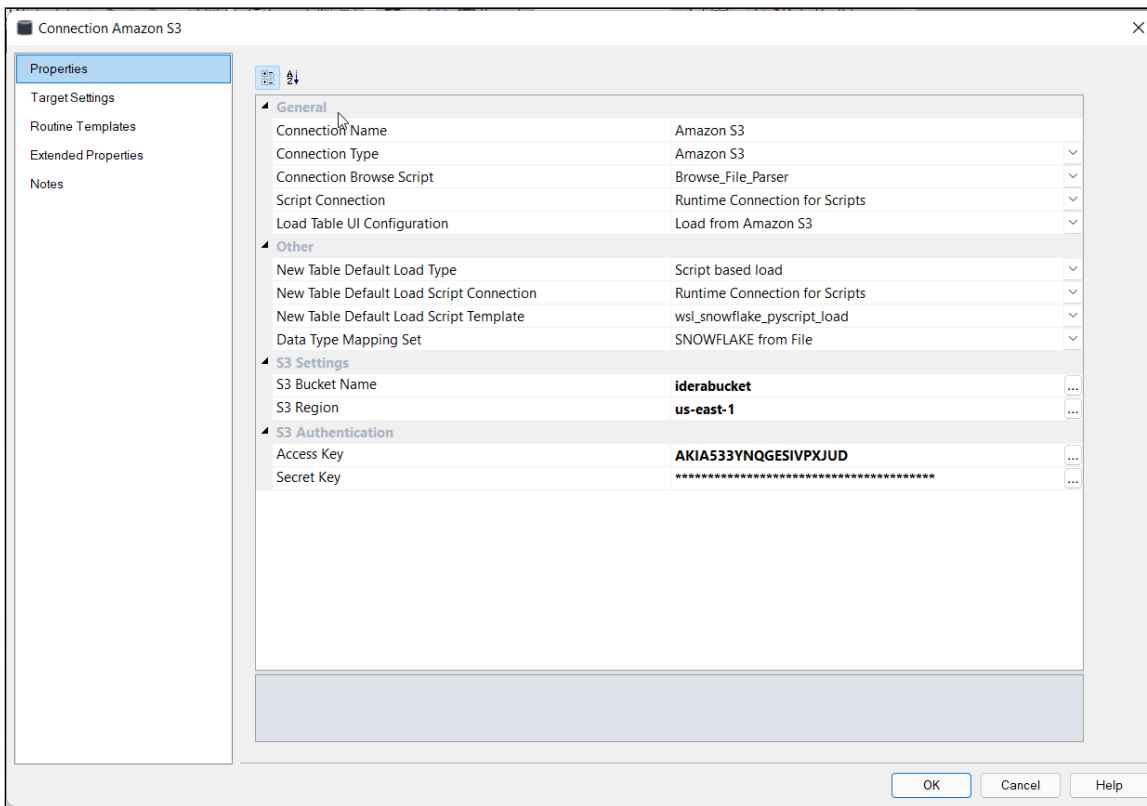 Connection Amazon S3
Properties
Target Settings
Routine Templates
Extended Properties
Notes
General
Connection Name Amazon S3
Connection Type Amazon S3
Connection Browse Script Browse_File_Parser
Script Connection Runtime Connection for Scripts
Load Table UI Configuration Load from Amazon S3
Other
New Table Default Load Type Script based load
New Table Default Load Script Connection Runtime Connection for Scripts
New Table Default Load Script Template wsl_snowflake_pyscript_load
Data Type Mapping Set SNOWFLAKE from File
S3 Settings
S3 Bucket Name iderabucket ...
S3 Region us-east-1 ...
S3 Authentication
Access Key AKIA533YNQGESIVPXJUD ...
Secret Key **************************************** ...
OK Cancel Help